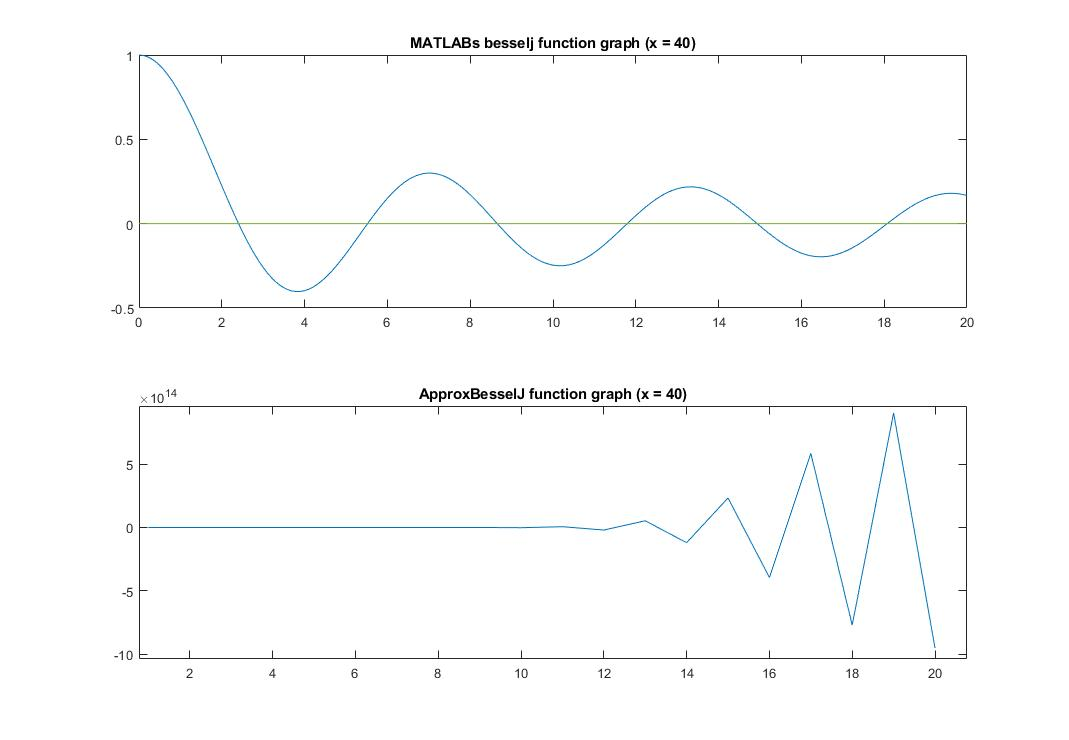 MATLABs besselj function graph (x = 40)
1
0.5
0
-0.5
0 2 4 6 8 10 12 14 16 18 20
ApproxBesselJ function graph (x = 40)
×10^14
5
0
-5
-10
2 4 6 8 10 12 14 16 18 20